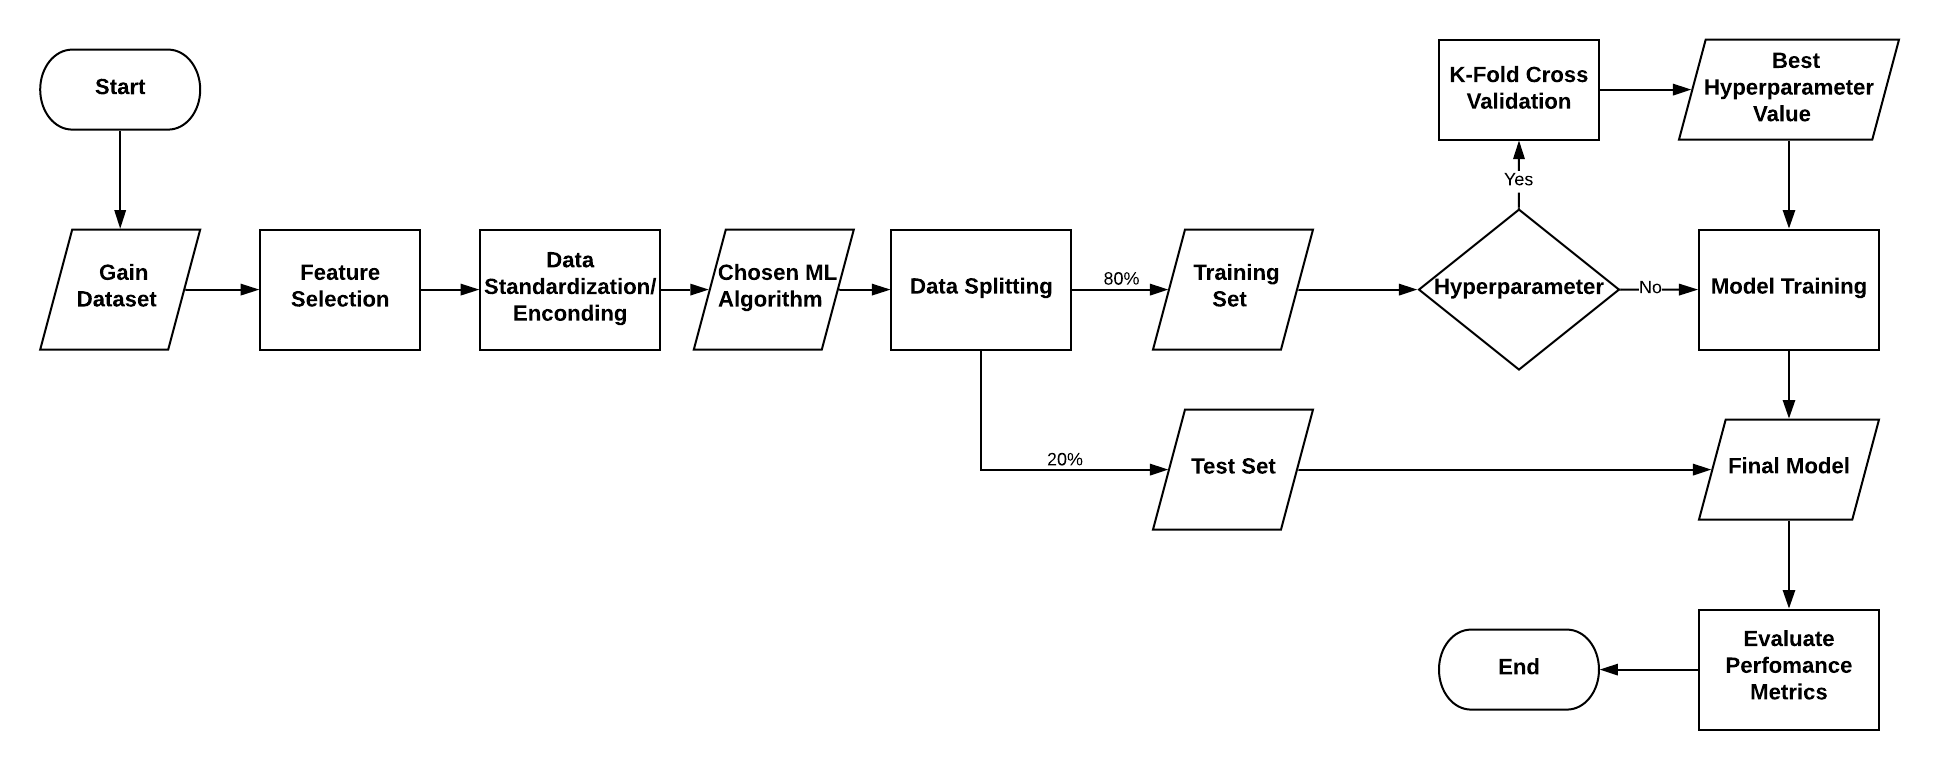 Start
Gain
Dataset
Feature
Selection
Data
Standardization/
Enconding
Chosen ML
Algorithm
Data Splitting
80%
Training
Set
20%
Test Set
Hyperparameter
Yes
K-Fold Cross
Validation
Best
Hyperparameter
Value
No
Model Training
Final Model
Evaluate
Perfomance
Metrics
End